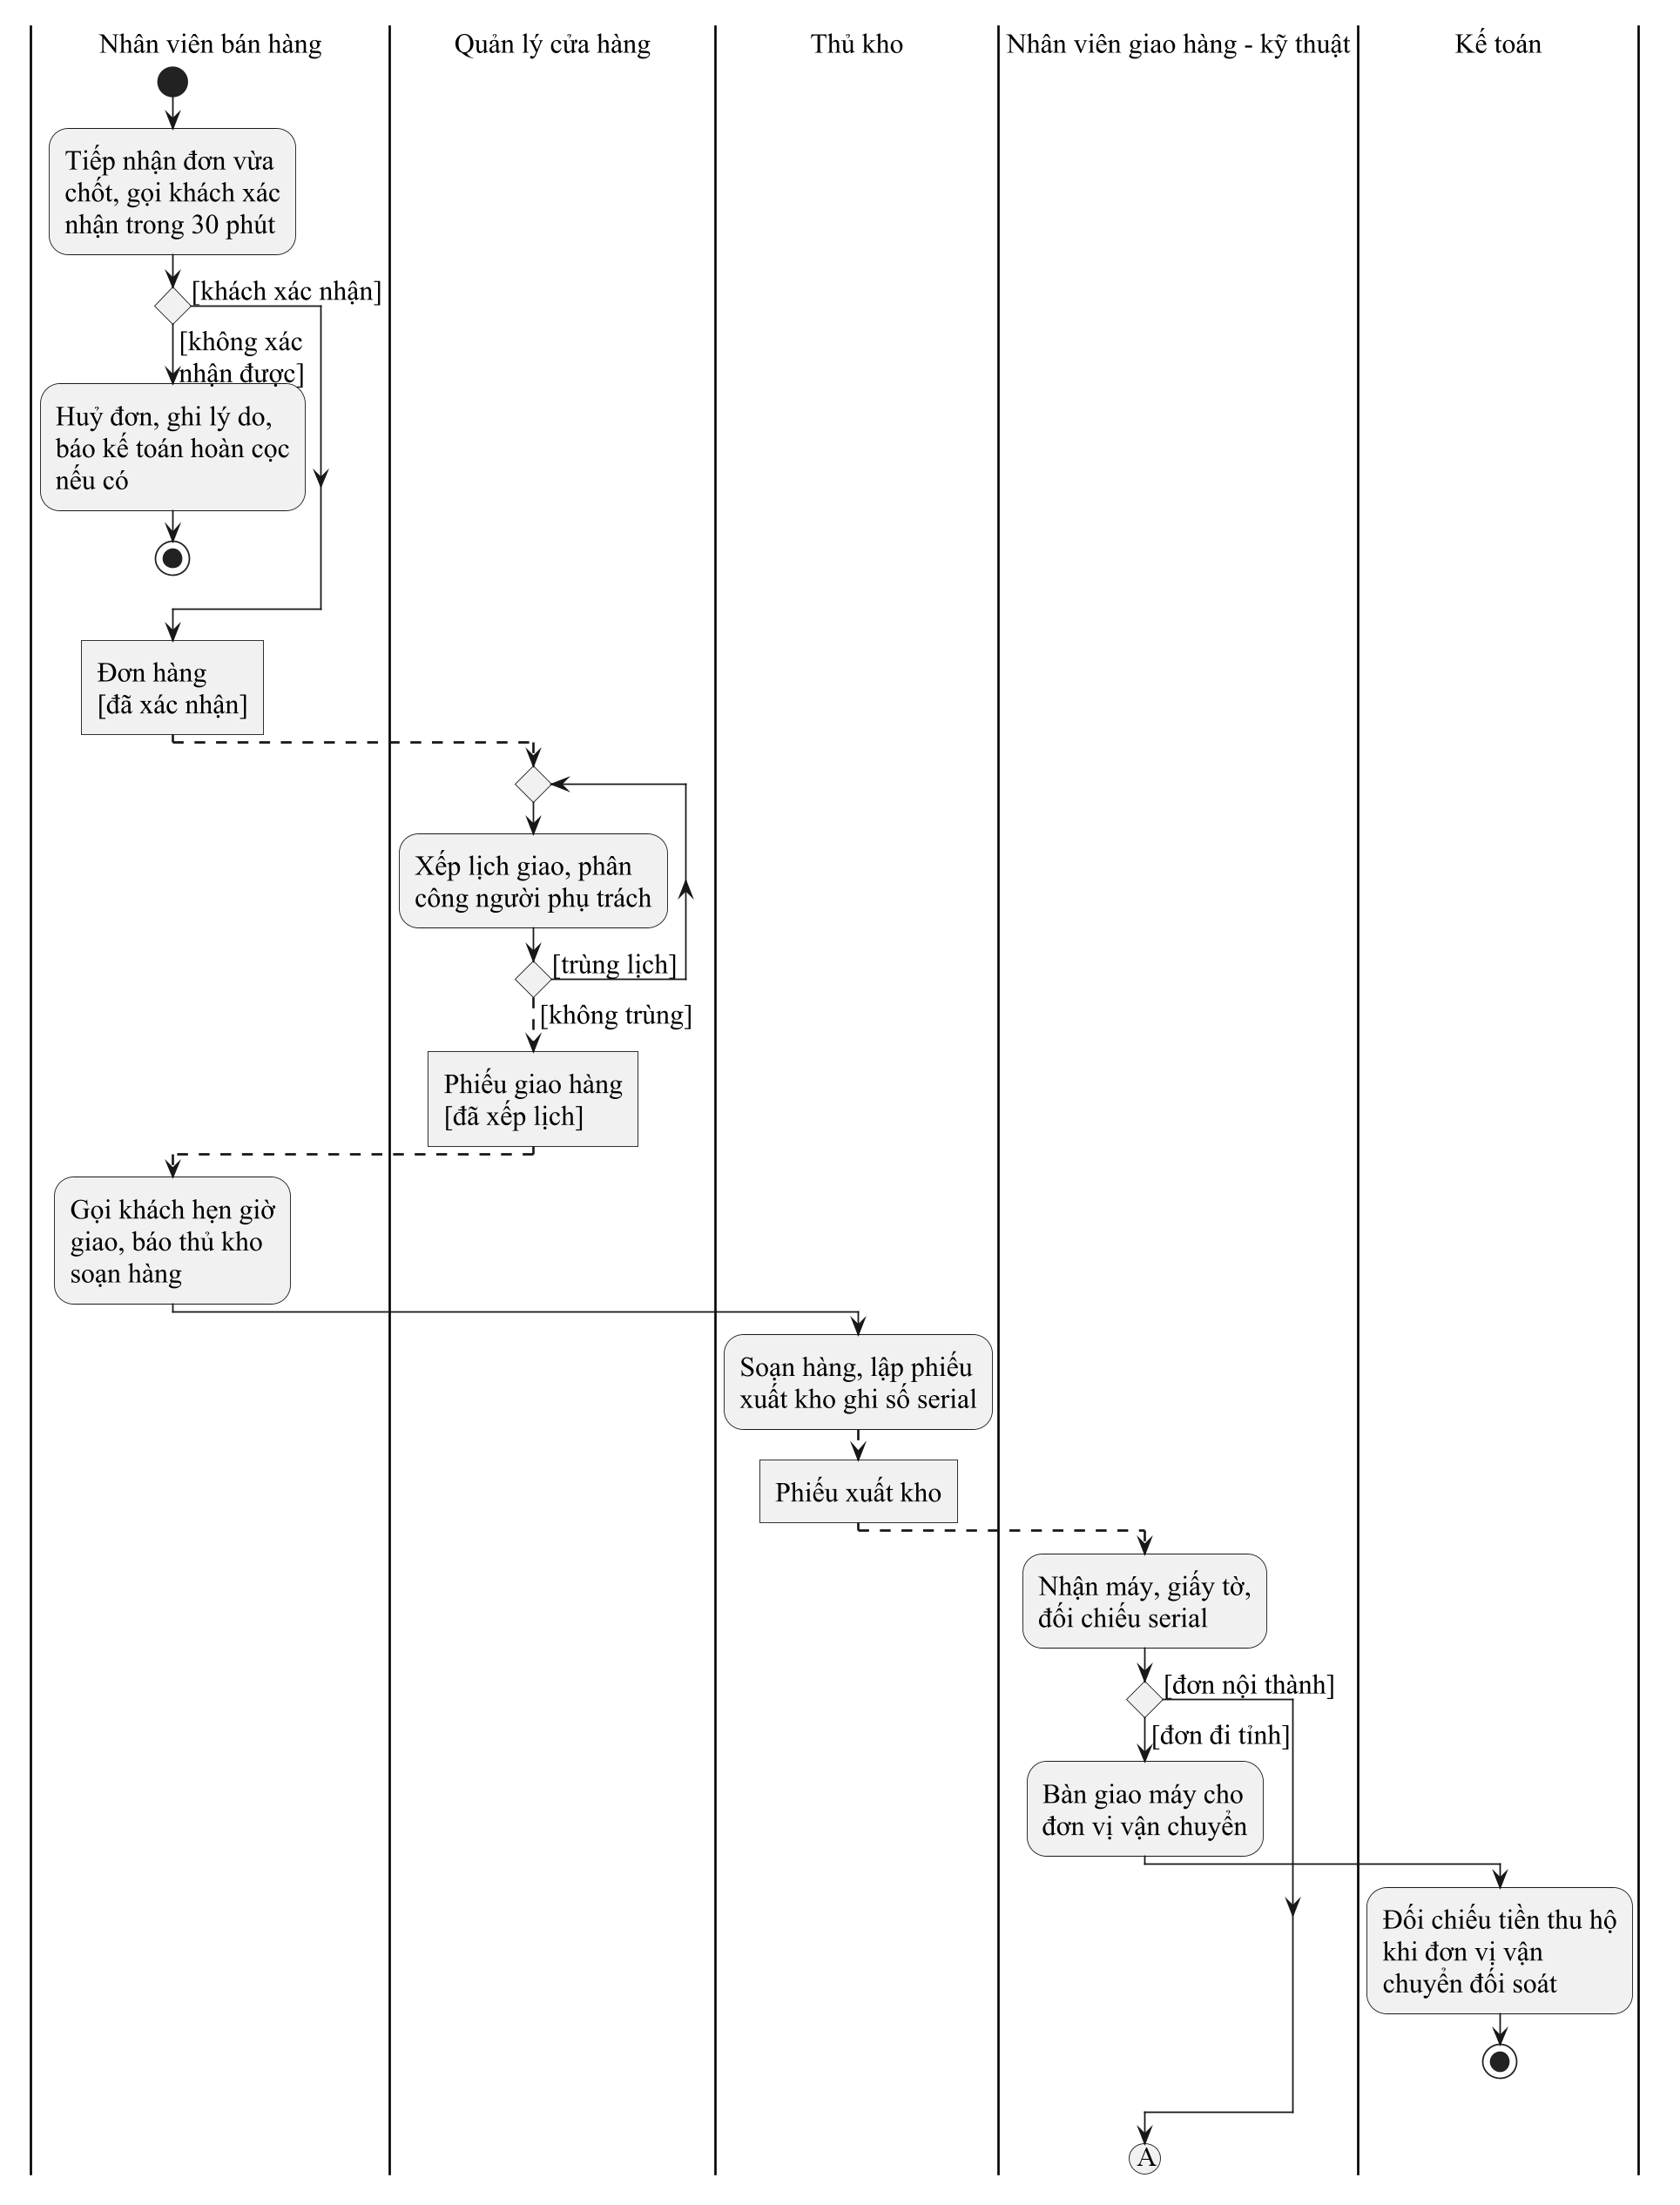 Nhân viên bán hàng
Quản lý cửa hàng
Thủ kho
Nhân viên giao hàng - kỹ thuật
Kế toán
Tiếp nhận đơn vừa
chốt, gọi khách xác
nhận trong 30 phút
[khách xác nhận]
[không xác
nhận được]
Huỷ đơn, ghi lý do,
báo kế toán hoàn cọc
nếu có
Đơn hàng
[đã xác nhận]
Xếp lịch giao, phân
công người phụ trách
[trùng lịch]
[không trùng]
Phiếu giao hàng
[đã xếp lịch]
Gọi khách hẹn giờ
giao, báo thủ kho
soạn hàng
Soạn hàng, lập phiếu
xuất kho ghi số serial
Phiếu xuất kho
Nhận máy, giấy tờ,
đối chiếu serial
[đơn nội thành]
[đơn đi tỉnh]
Bàn giao máy cho
đơn vị vận chuyển
Đối chiếu tiền thu hộ
khi đơn vị vận
chuyển đối soát
A